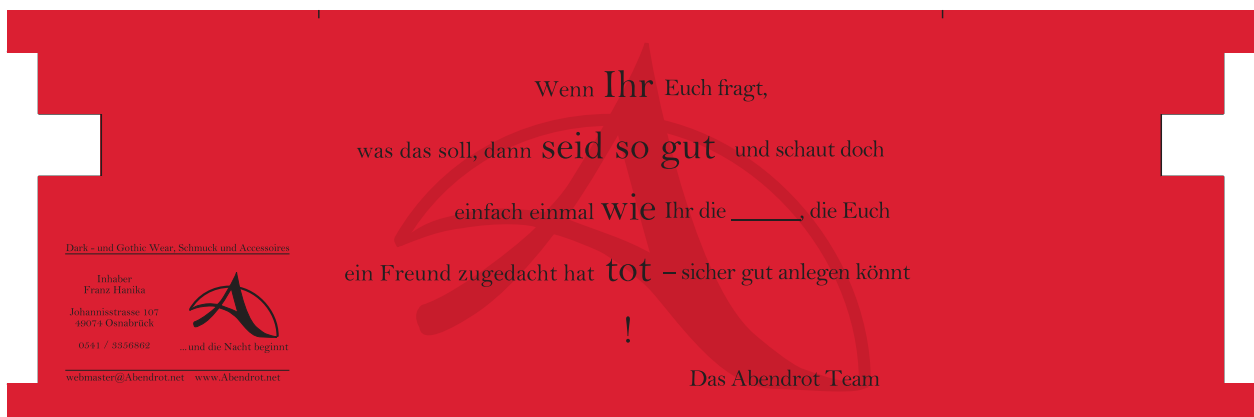 Wenn Ihr Euch fragt,
was das soll, dann seid so gut und schaut doch
einfach einmal wie Ihr die ______, die Euch
ein Freund zugedacht hat tot – sicher gut anlegen könnt
!
Das Abendrot Team
Dark - und Gothic Wear, Schmuck und Accessoires
Inhaber
Franz Hanika
Johannisstrasse 107
49074 Osnabrück
0541 / 3356862
...und die Nacht beginnt
webmaster@Abendrot.net www.Abendrot.net